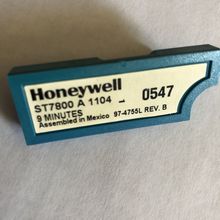 Honeywell
ST7800 A 1104 - 0547
9 MINUTES
Assembled in Mexico 97-4755L REV. B